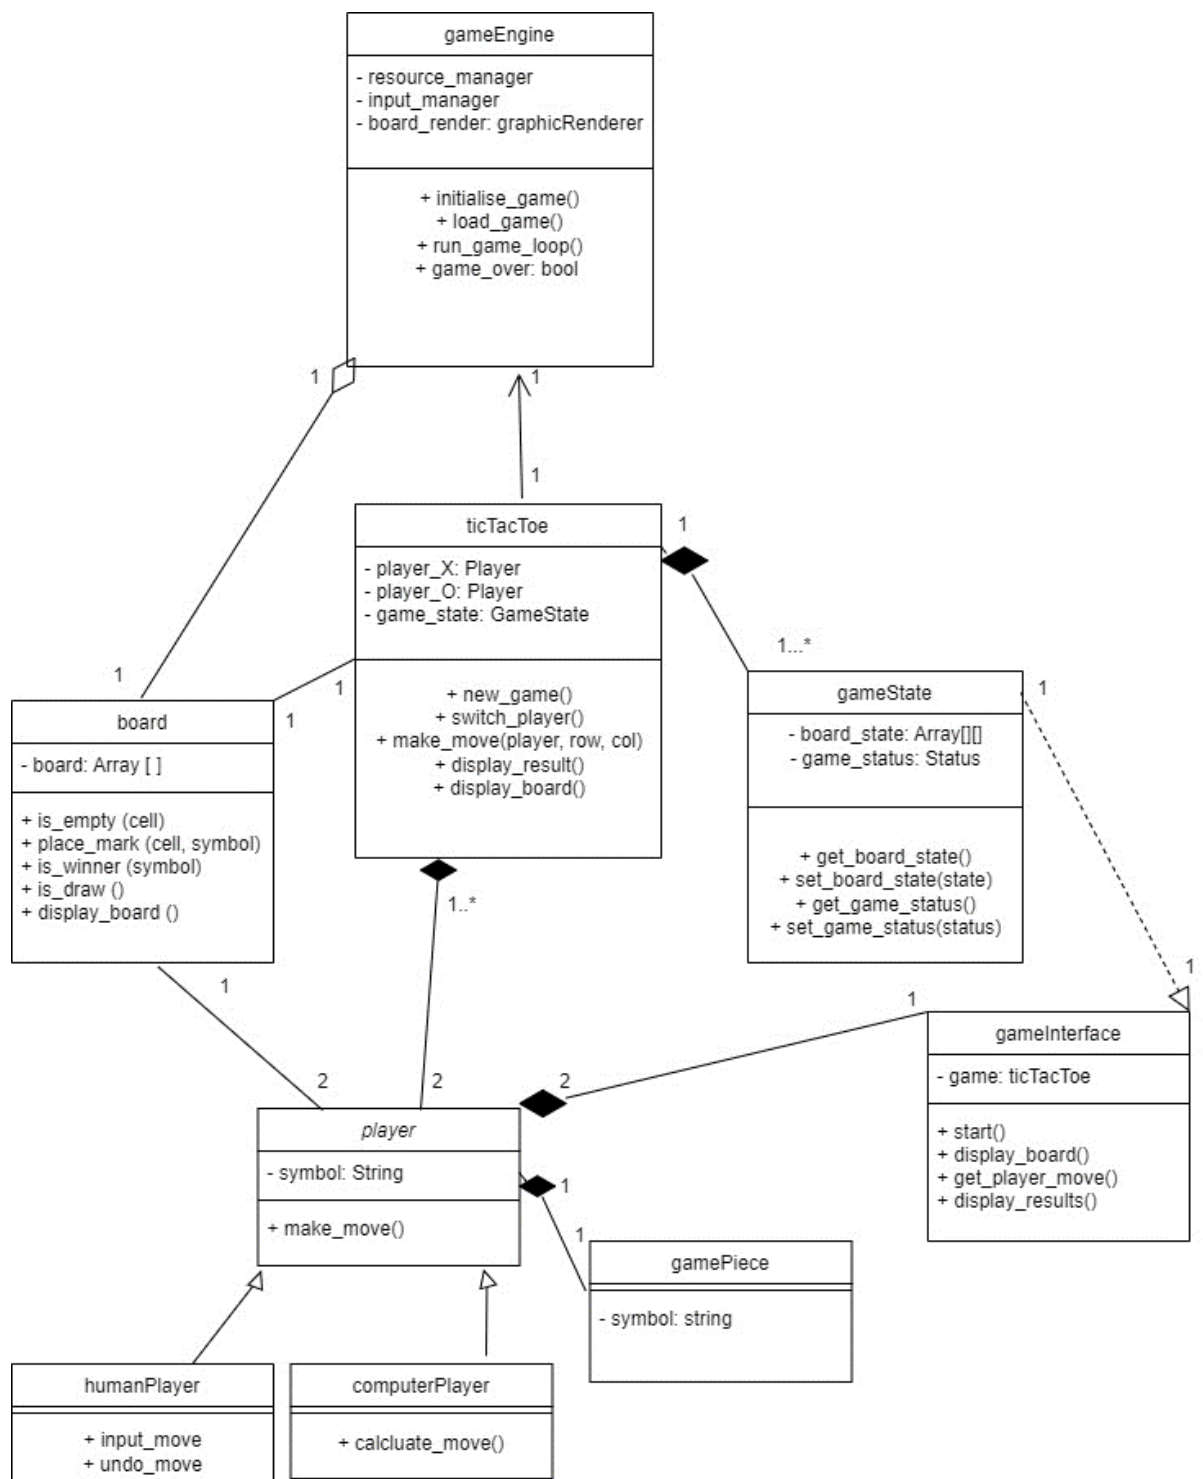 gameEngine
- resource_manager
- input_manager
- board_render: graphicRenderer
+ initialise_game()
+ load_game()
+ run_game_loop()
+ game_over: bool
1
1
1
ticTacToe
- player_X: Player
- player_O: Player
- game_state: GameState
+ new_game()
+ switch_player()
+ make_move(player, row, col)
+ display_result()
+ display_board()
1
1...*
1
1
1
board
- board: Array [ ]
+ is_empty (cell)
+ place_mark (cell, symbol)
+ is_winner (symbol)
+ is_draw ()
+ display_board ()
gameState
- board_state: Array[][]
- game_status: Status
+ get_board_state()
+ set_board_state(state)
+ get_game_status()
+ set_game_status(status)
1
1..*
1
2
2
1
1
2
gameInterface
- game: ticTacToe
+ start()
+ display_board()
+ get_player_move()
+ display_results()
player
- symbol: String
+ make_move()
1
1
gamePiece
- symbol: string
humanPlayer
+ input_move
+ undo_move
computerPlayer
+ calcluate_move()